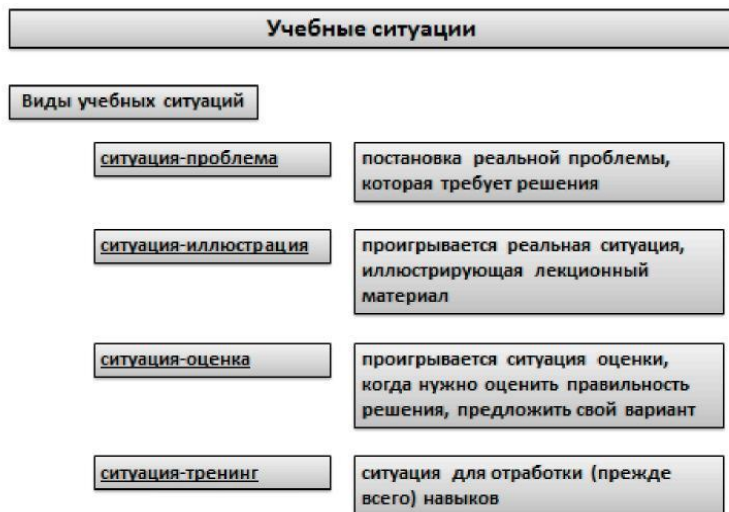 Учебные ситуации
Виды учебных ситуаций
ситуация-проблема
постановка реальной проблемы,
которая требует решения
ситуация-иллюстрация
проигрывается реальная ситуация,
иллюстрирующая лекционный
материал
ситуация-оценка
проигрывается ситуация оценки,
когда нужно оценить правильность
решения, предложить свой вариант
ситуация-тренинг
ситуация для отработки (прежде
всего) навыков